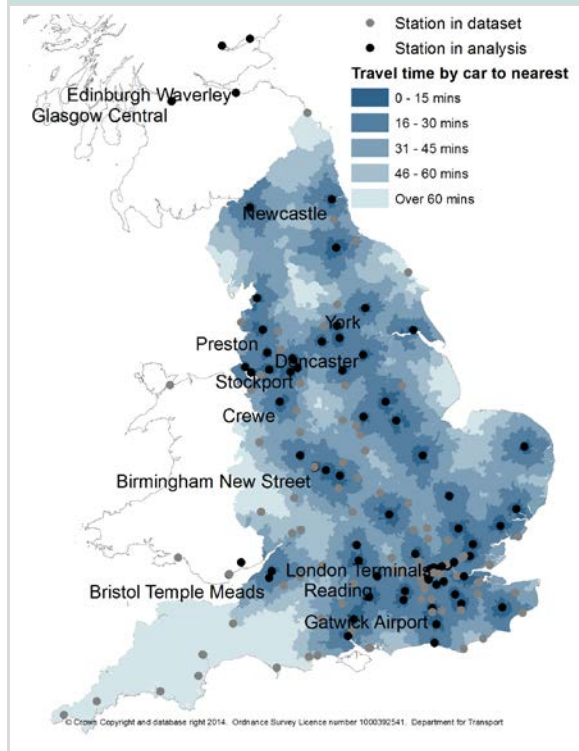 Station in dataset
Station in analysis
Travel time by car to nearest
0 - 15 mins
16 - 30 mins
31 - 45 mins
46 - 60 mins
Over 60 mins
Edinburgh Waverley
Glasgow Central
Newcastle
York
Preston
Doncaster
Stockport
Crewe
Birmingham New Street
London Terminals
Bristol Temple Meads
Reading
Gatwick Airport
© Crown Copyright and database right 2014. Ordnance Survey Licence number 1000392541. Department for Transport